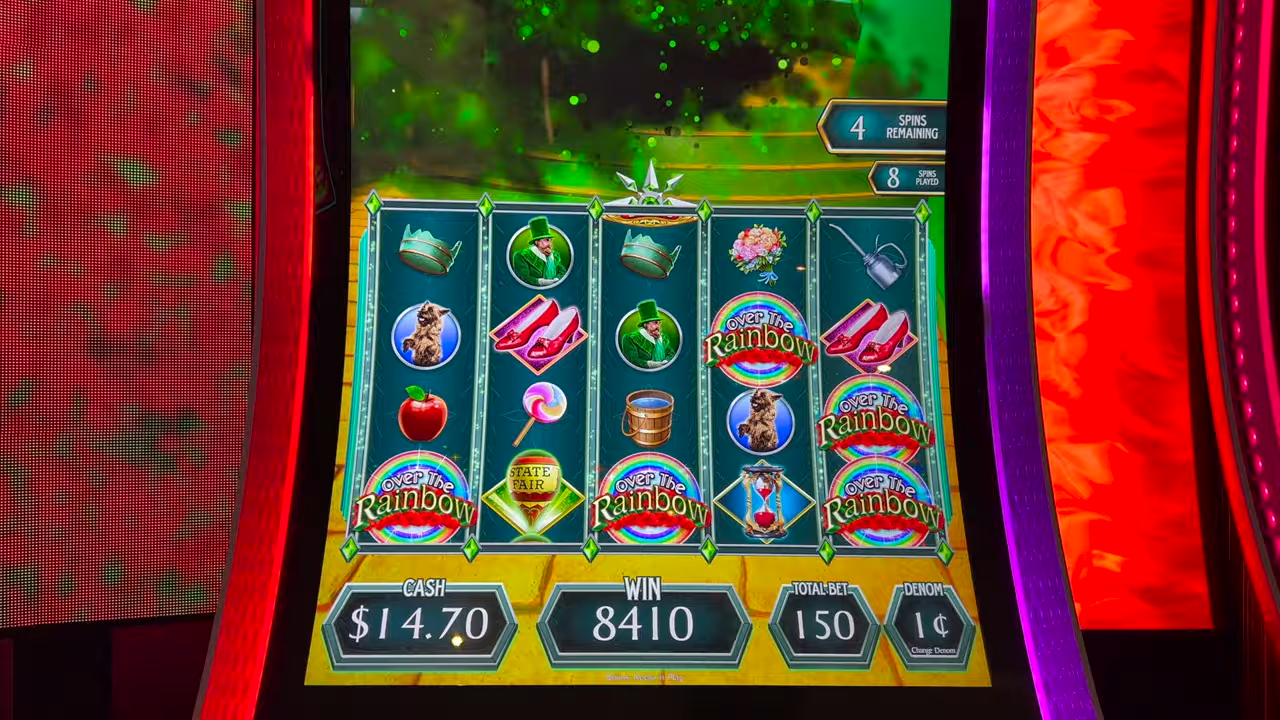 4 SPINS
REMAINING
8 SPINS
PLAYED
Over The
Rainbow
Over The
Rainbow
Over The
Rainbow
STATE
FAIR
Over The
Rainbow
Over The
Rainbow
CASH
WIN
TOTAL BET
DENOM
$14.70
8410
150
1¢
Change Denom